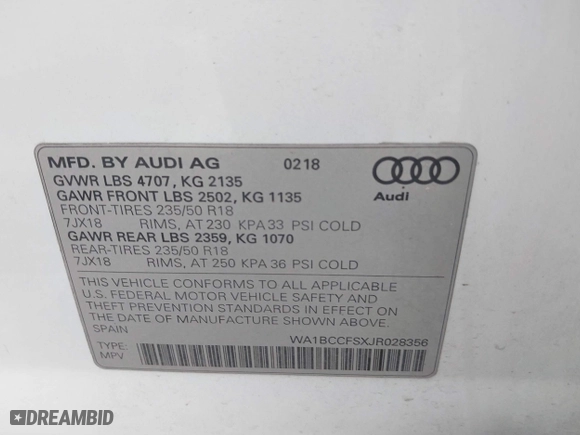 MFD. BY AUDI AG 0218
GVWR LBS 4707, KG 2135
GAWR FRONT LBS 2502, KG 1135
FRONT-TIRES 235/50 R18
7JX18 RIMS, AT 230 KPA 33 PSI COLD
GAWR REAR LBS 2359, KG 1070
REAR-TIRES 235/50 R18
7JX18 RIMS, AT 250 KPA 36 PSI COLD
Audi
THIS VEHICLE CONFORMS TO ALL APPLICABLE
U.S. FEDERAL MOTOR VEHICLE SAFETY AND
THEFT PREVENTION STANDARDS IN EFFECT ON
THE DATE OF MANUFACTURE SHOWN ABOVE.
SPAIN
WA1BCCFSXJR028356
TYPE:
MPV
DREAMBID